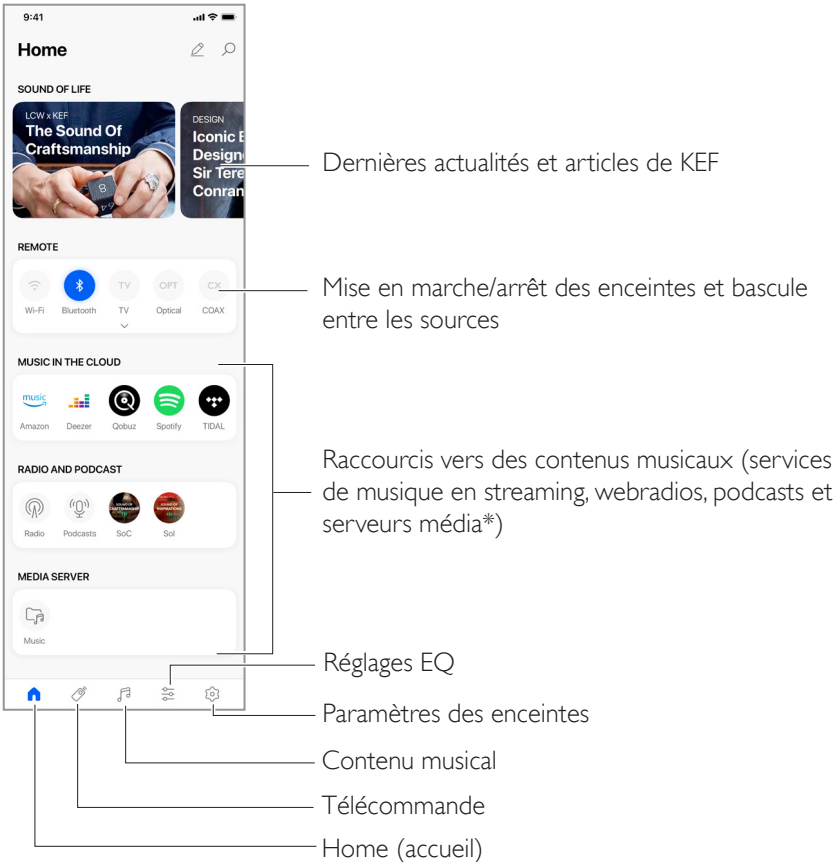 9:41
Home
SOUND OF LIFE
LCW x KEF
The Sound Of
Craftsmanship
DESIGN
Iconic
Design
Sir Tere
Conran
Dernières actualités et articles de KEF
REMOTE
TV
OPT
CX
Wi-Fi
Bluetooth
TV
Optical
COAX
Mise en marche/arrêt des enceintes et bascule
entre les sources
MUSIC IN THE CLOUD
music
Amazon
Deezer
Qobuz
Spotify
TIDAL
RADIO AND PODCAST
Radio
Podcasts
SoC
SoI
Raccourcis vers des contenus musicaux (services
de musique en streaming, webradios, podcasts et
serveurs média*)
MEDIA SERVER
Music
Réglages EQ
Paramètres des enceintes
Contenu musical
Télécommande
Home (accueil)